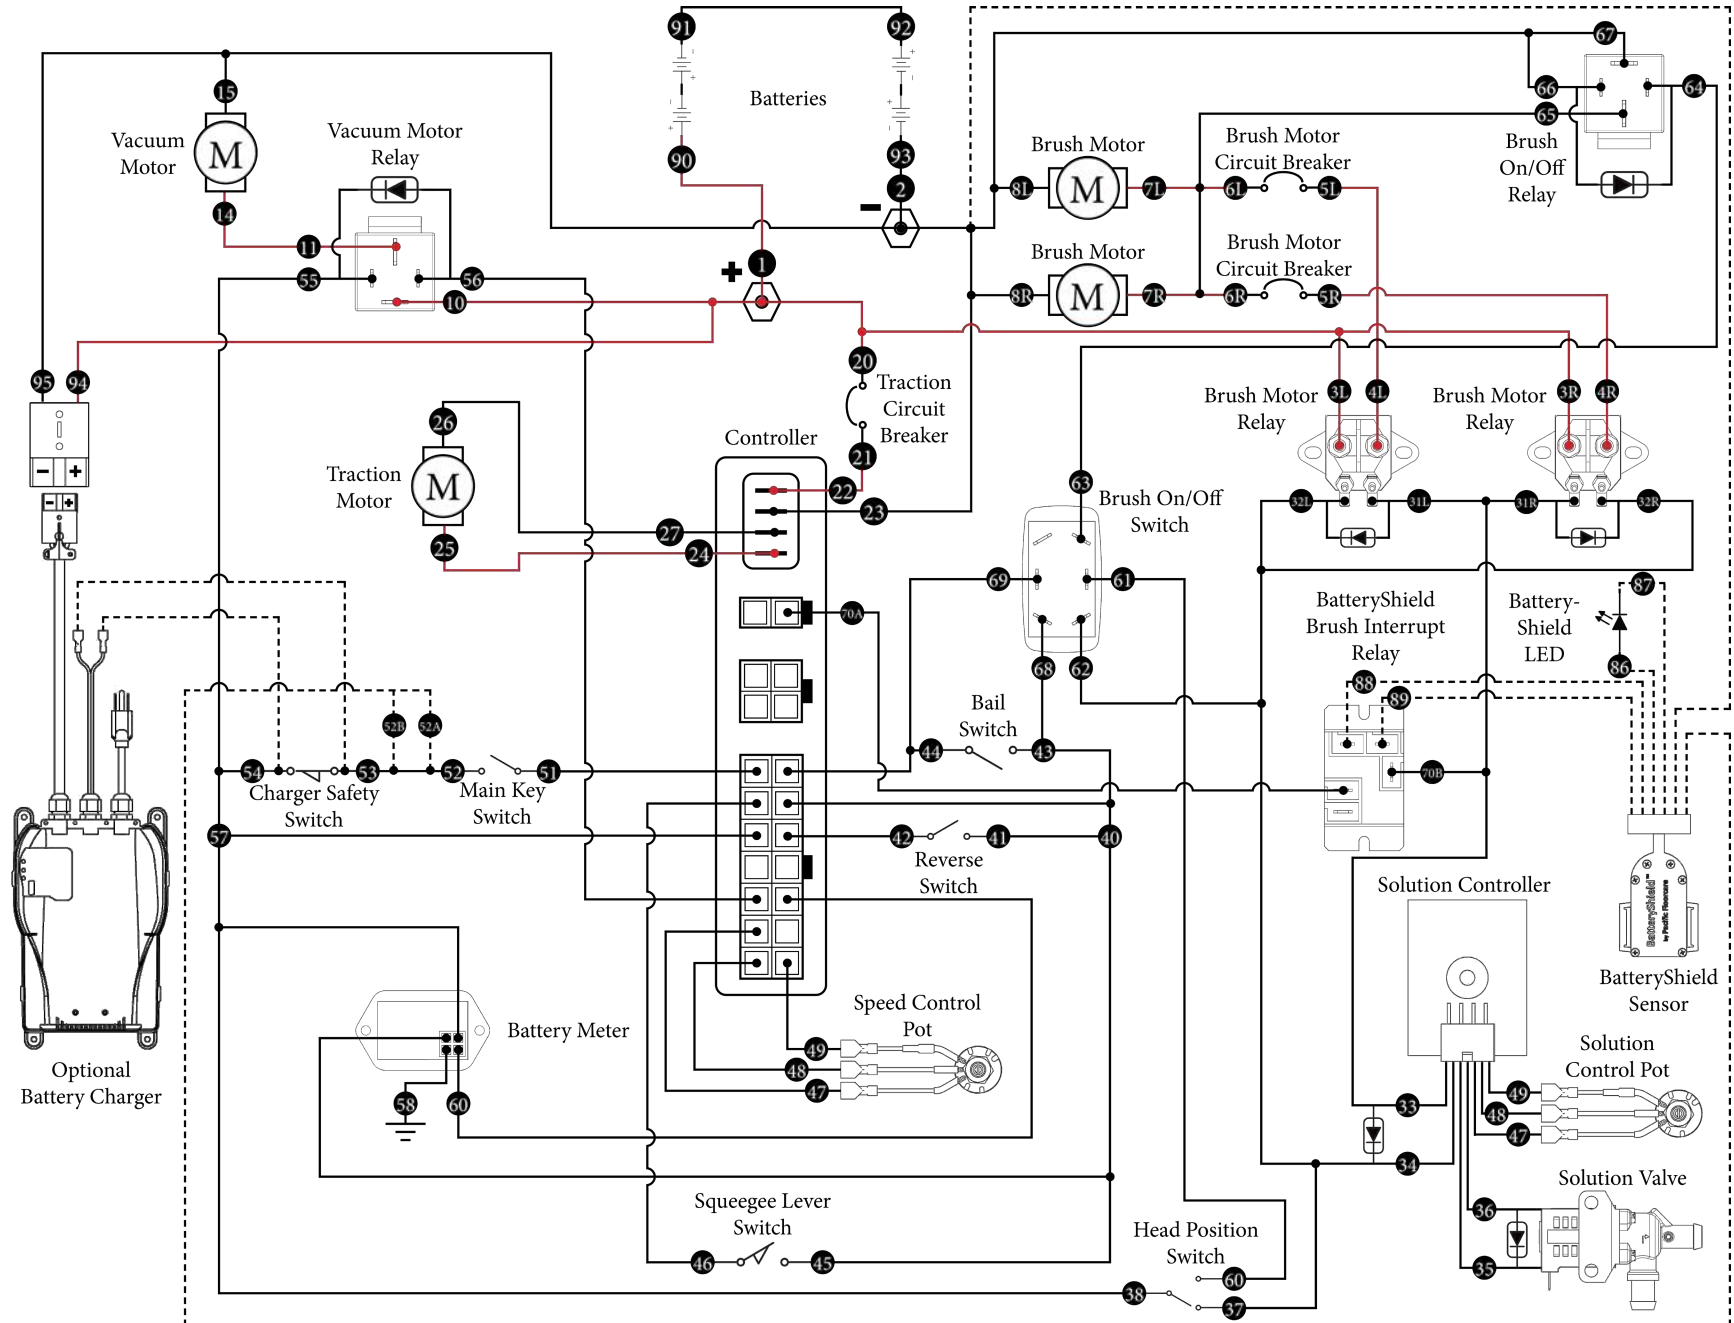 91
92
67
15
Batteries
66
64
Vacuum
Motor
M
Vacuum Motor
Relay
65
Brush
On/Off
Relay
90
93
2
−
Brush Motor
Brush Motor
Circuit Breaker
8L
M
7L
6L
5L
14
11
55
56
10
+
1
Brush Motor
Brush Motor
Circuit Breaker
8R
M
7R
6R
5R
95
94
20
Traction
Circuit
Breaker
21
Brush Motor
Relay
3L
4L
Brush Motor
Relay
3R
4R
− +
− +
26
Traction
Motor
M
25
Controller
22
23
27
24
63
Brush On/Off
Switch
32L
31L
31R
32R
69
61
70A
68
62
BatteryShield
Brush Interrupt
Relay
Battery-
Shield
LED
87
86
88
89
52B
52A
Bail
Switch
44
43
54
53
52
51
Charger Safety
Switch
Main Key
Switch
70B
57
42
41
40
Reverse
Switch
Solution Controller
BatteryShield™
by Pacific Floorcare
BatteryShield
Sensor
Battery Meter
58
60
Speed Control
Pot
49
48
47
Optional
Battery Charger
Solution
Control Pot
33
49
48
47
34
Solution Valve
36
35
Squeegee Lever
Switch
46
45
Head Position
Switch
60
38
37